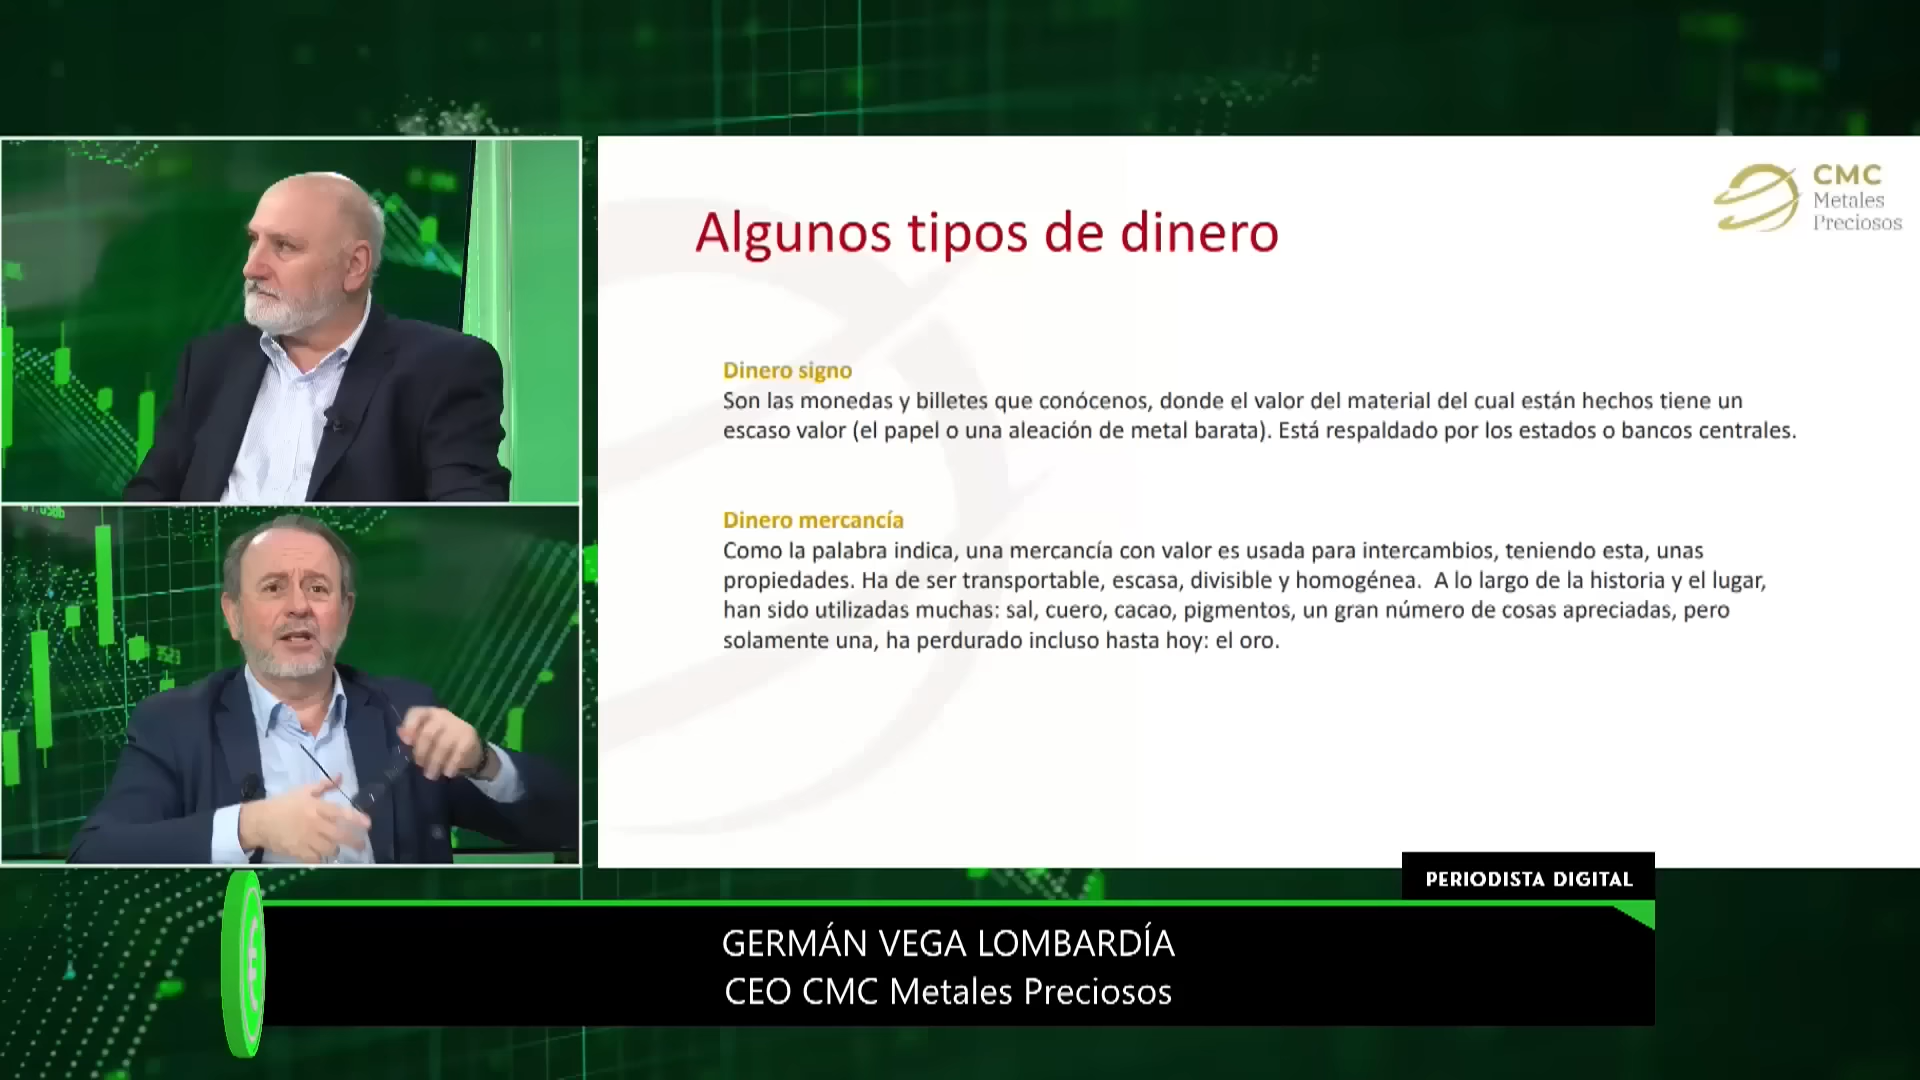 CMC
Metales
Preciosos
Algunos tipos de dinero
Dinero signo
Son las monedas y billetes que conócenos, donde el valor del material del cual están hechos tiene un
escaso valor (el papel o una aleación de metal barata). Está respaldado por los estados o bancos centrales.
Dinero mercancía
Como la palabra indica, una mercancía con valor es usada para intercambios, teniendo esta, unas
propiedades. Ha de ser transportable, escasa, divisible y homogénea. A lo largo de la historia y el lugar,
han sido utilizadas muchas: sal, cuero, cacao, pigmentos, un gran número de cosas apreciadas, pero
solamente una, ha perdurado incluso hasta hoy: el oro.
3523
PERIODISTA DIGITAL
GERMÁN VEGA LOMBARDÍA
CEO CMC Metales Preciosos